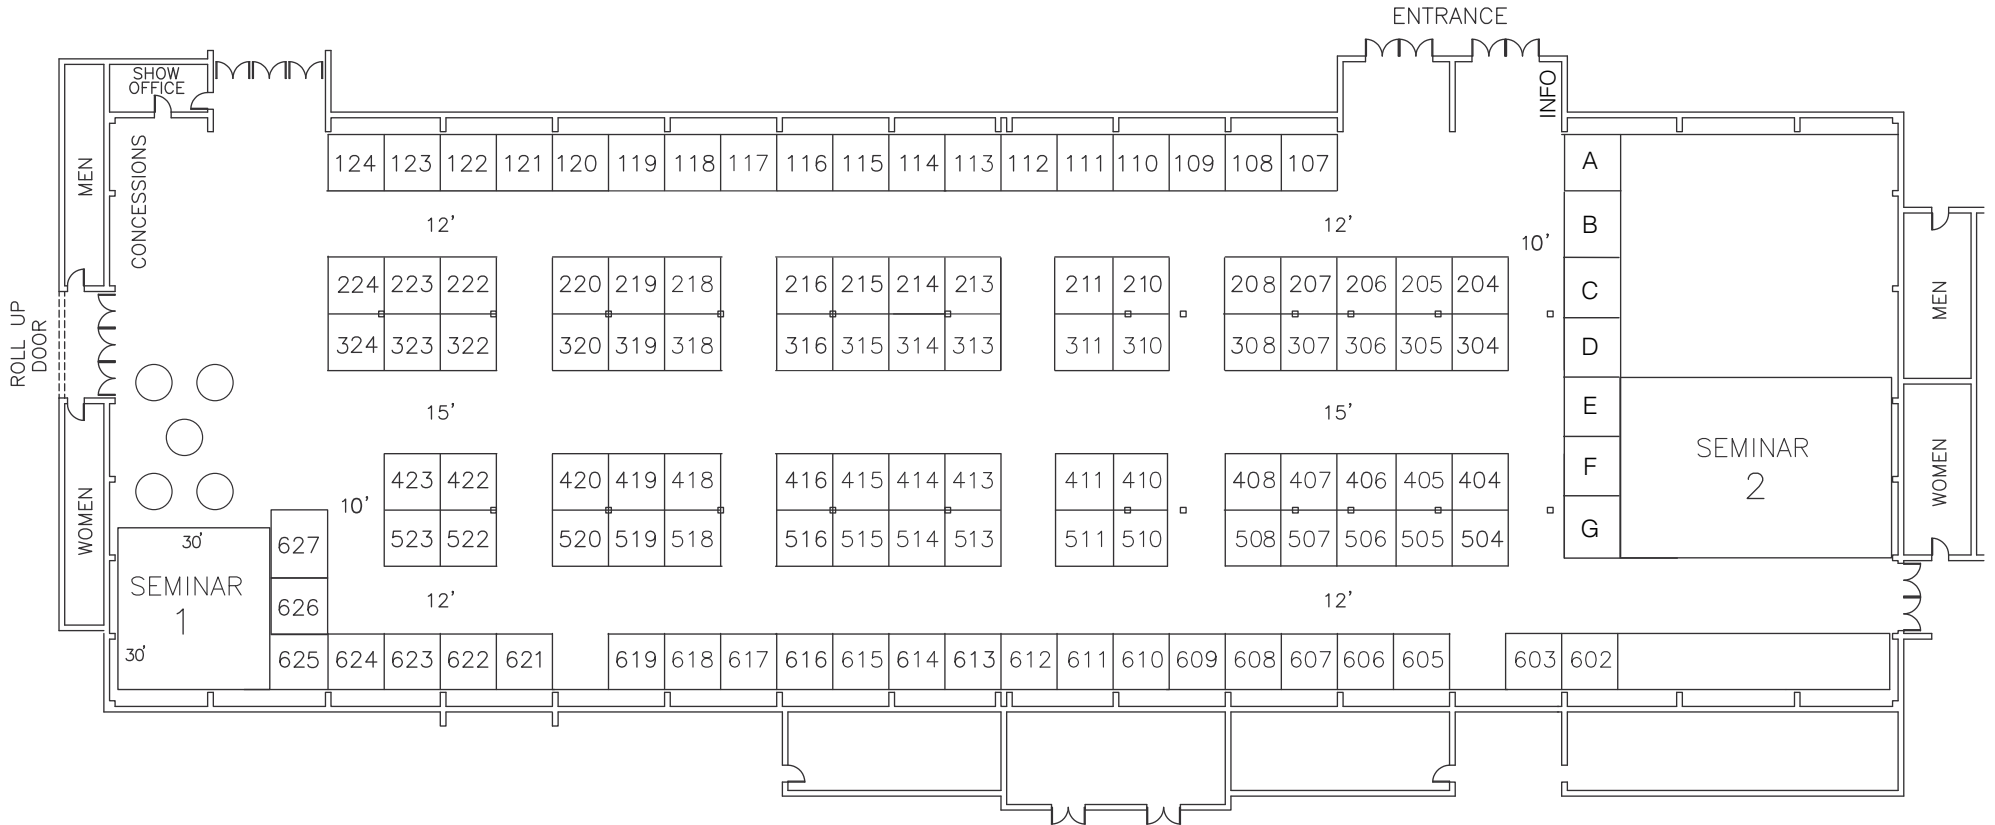 ENTRANCE
SHOW
OFFICE
INFO
MEN
CONCESSIONS
124 123 122 121 120 119 118 117 116 115 114 113 112 111 110 109 108 107
A
12' 12'
B
10'
224 223 222 220 219 218 216 215 214 213 211 210 208 207 206 205 204
C
MEN
ROLL UP
DOOR
324 323 322 320 319 318 316 315 314 313 311 310 308 307 306 305 304
D
15' 15'
E
SEMINAR
2
WOMEN
423 422 420 419 418 416 415 414 413 411 410 408 407 406 405 404
F
10'
WOMEN
523 522 520 519 518 516 515 514 513 511 510 508 507 506 505 504
G
30'
627
SEMINAR
1
30'
626
12' 12'
625 624 623 622 621 619 618 617 616 615 614 613 612 611 610 609 608 607 606 605 603 602